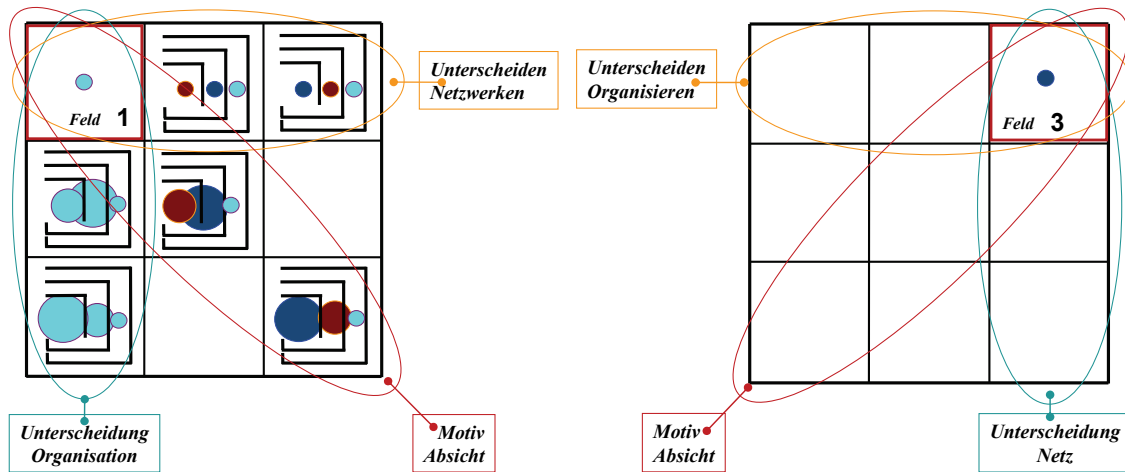 Feld 1
Unterscheiden
Netzwerken
Unterscheidung
Organisation
Motiv
Absicht
Unterscheiden
Organisieren
Feld 3
Motiv
Absicht
Unterscheidung
Netz